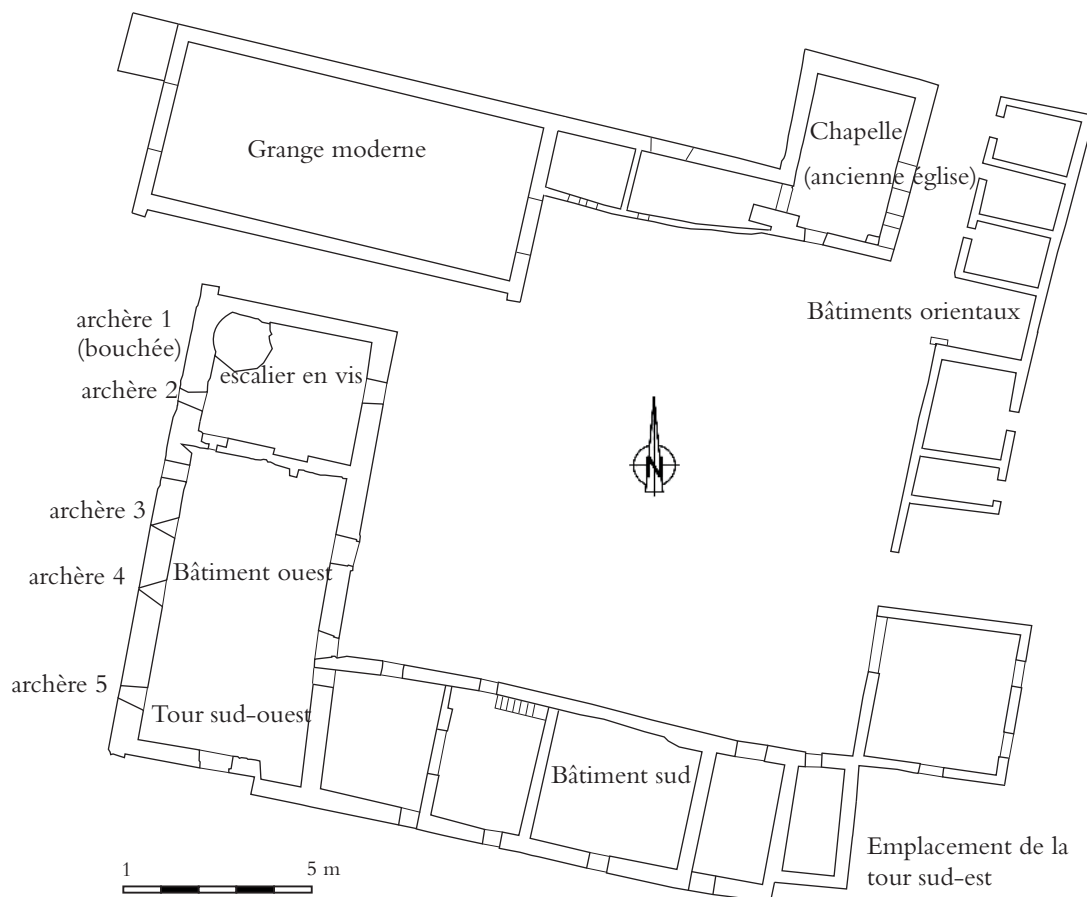 Chapelle
(ancienne église)
Grange moderne
Bâtiments orientaux
archère 1
(bouchée)
escalier en vis
archère 2
N
archère 3
Bâtiment ouest
archère 4
archère 5
Tour sud-ouest
Bâtiment sud
Emplacement de la
tour sud-est
1 5 m